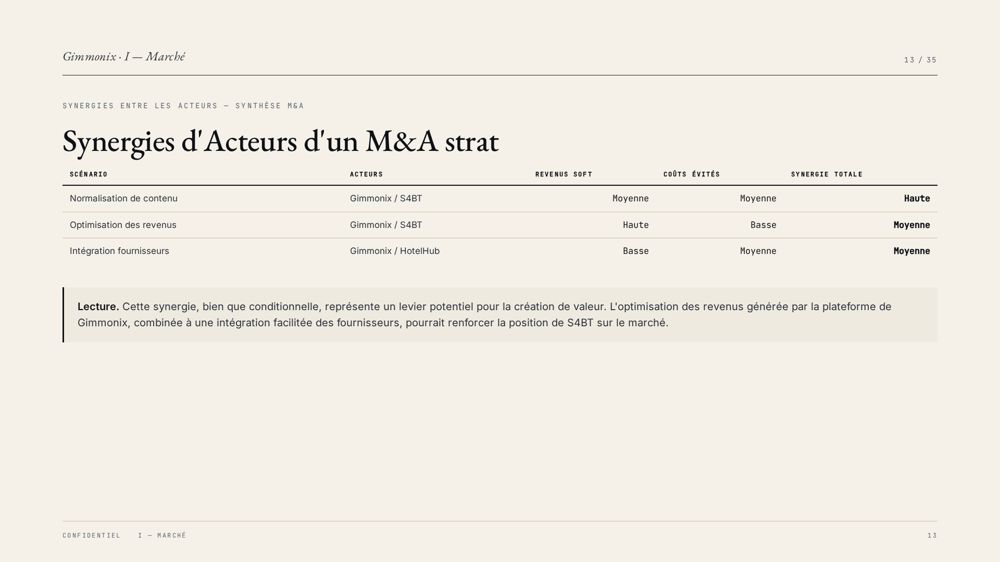 Gimmonix · I — Marché
13 / 35
SYNERGIES ENTRE LES ACTEURS — SYNTHÈSE M&A
Synergies d'Acteurs d'un M&A strat
SCÉNARIO ACTEURS REVENUS SOFT COÛTS ÉVITÉS SYNERGIE TOTALE
Normalisation de contenu Gimmonix / S4BT Moyenne Moyenne Haute
Optimisation des revenus Gimmonix / S4BT Haute Basse Moyenne
Intégration fournisseurs Gimmonix / HotelHub Basse Moyenne Moyenne
Lecture. Cette synergie, bien que conditionnelle, représente un levier potentiel pour la création de valeur. L'optimisation des revenus générée par la plateforme de
Gimmonix, combinée à une intégration facilitée des fournisseurs, pourrait renforcer la position de S4BT sur le marché.
CONFIDENTIEL I — MARCHÉ
13